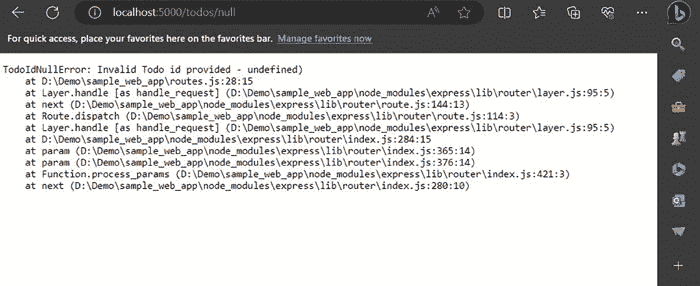 localhost:5000/todos/null
For quick access, place your favorites here on the favorites bar. Manage favorites now
TodoIdNullError: Invalid Todo id provided - undefined)
at D:\Demo\sample_web_app\routes.js:28:15
at Layer.handle [as handle_request] (D:\Demo\sample_web_app\node_modules\express\lib\router\layer.js:95:5)
at next (D:\Demo\sample_web_app\node_modules\express\lib\router\route.js:144:13)
at Route.dispatch (D:\Demo\sample_web_app\node_modules\express\lib\router\route.js:114:3)
at Layer.handle [as handle_request] (D:\Demo\sample_web_app\node_modules\express\lib\router\layer.js:95:5)
at D:\Demo\sample_web_app\node_modules\express\lib\router\index.js:284:15
at param (D:\Demo\sample_web_app\node_modules\express\lib\router\index.js:365:14)
at param (D:\Demo\sample_web_app\node_modules\express\lib\router\index.js:376:14)
at Function.process_params (D:\Demo\sample_web_app\node_modules\express\lib\router\index.js:421:3)
at next (D:\Demo\sample_web_app\node_modules\express\lib\router\index.js:280:10)